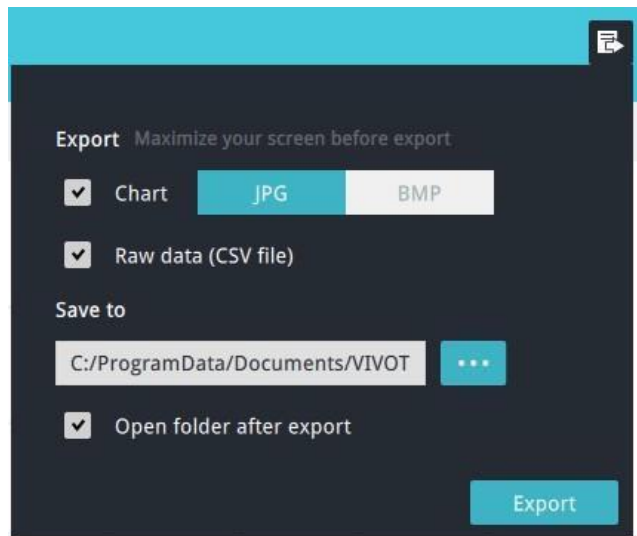 Export Maximize your screen before export
Chart JPG BMP
Raw data (CSV file)
Save to
C:/ProgramData/Documents/VIVOT
Open folder after export
Export